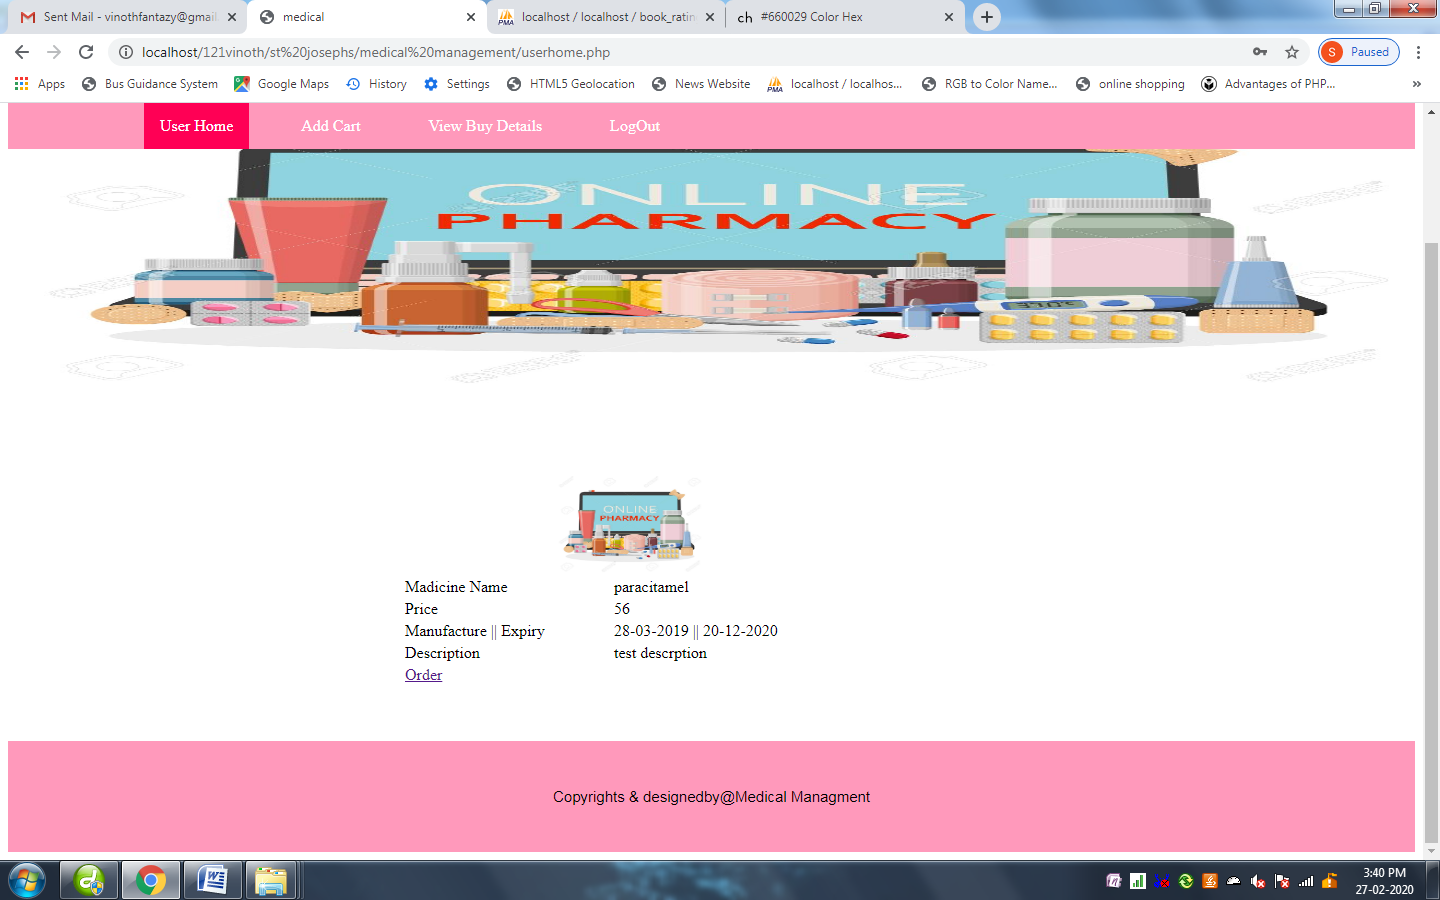 Sent Mail - vinothfantazy@gmail
medical
localhost / localhost / book_ratin
ch #660029 Color Hex
localhost/121vinoth/st%20josephs/medical%20management/userhome.php
S Paused
Apps
Bus Guidance System
Google Maps
History
Settings
HTML5 Geolocation
News Website
localhost / localhos...
RGB to Color Name...
online shopping
Advantages of PHP...
»
User Home
Add Cart
View Buy Details
LogOut
ONLINE
PHARMACY
ONLINE
PHARMACY
Madicine Name paracitamel
Price 56
Manufacture || Expiry 28-03-2019 || 20-12-2020
Description test descrption
Order
Copyrights & designedby@Medical Managment
3:40 PM
27-02-2020